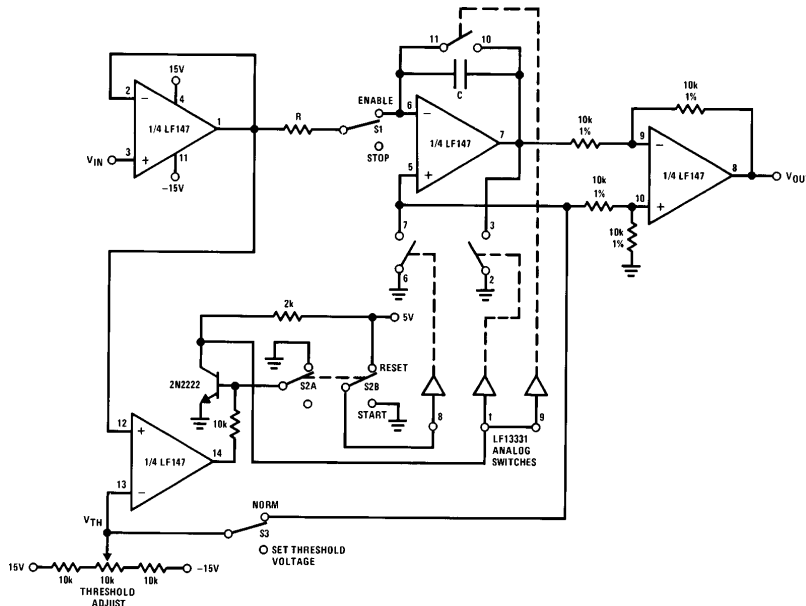 11
10
C
15V
2
4
1/4 LF147
1
3
VIN
11
-15V
R
ENABLE
S1
STOP
6
1/4 LF147
7
5
10k
1%
10k
1%
9
1/4 LF147
8
VOU
10k
1%
10
10k
1%
7
6
3
2
2k
5V
2N2222
S2A
S2B
RESET
START
10k
8
1
9
LF13331
ANALOG
SWITCHES
12
1/4 LF147
14
13
VTH
NORM
S3
SET THRESHOLD
VOLTAGE
15V
10k
10k
10k
-15V
THRESHOLD
ADJUST